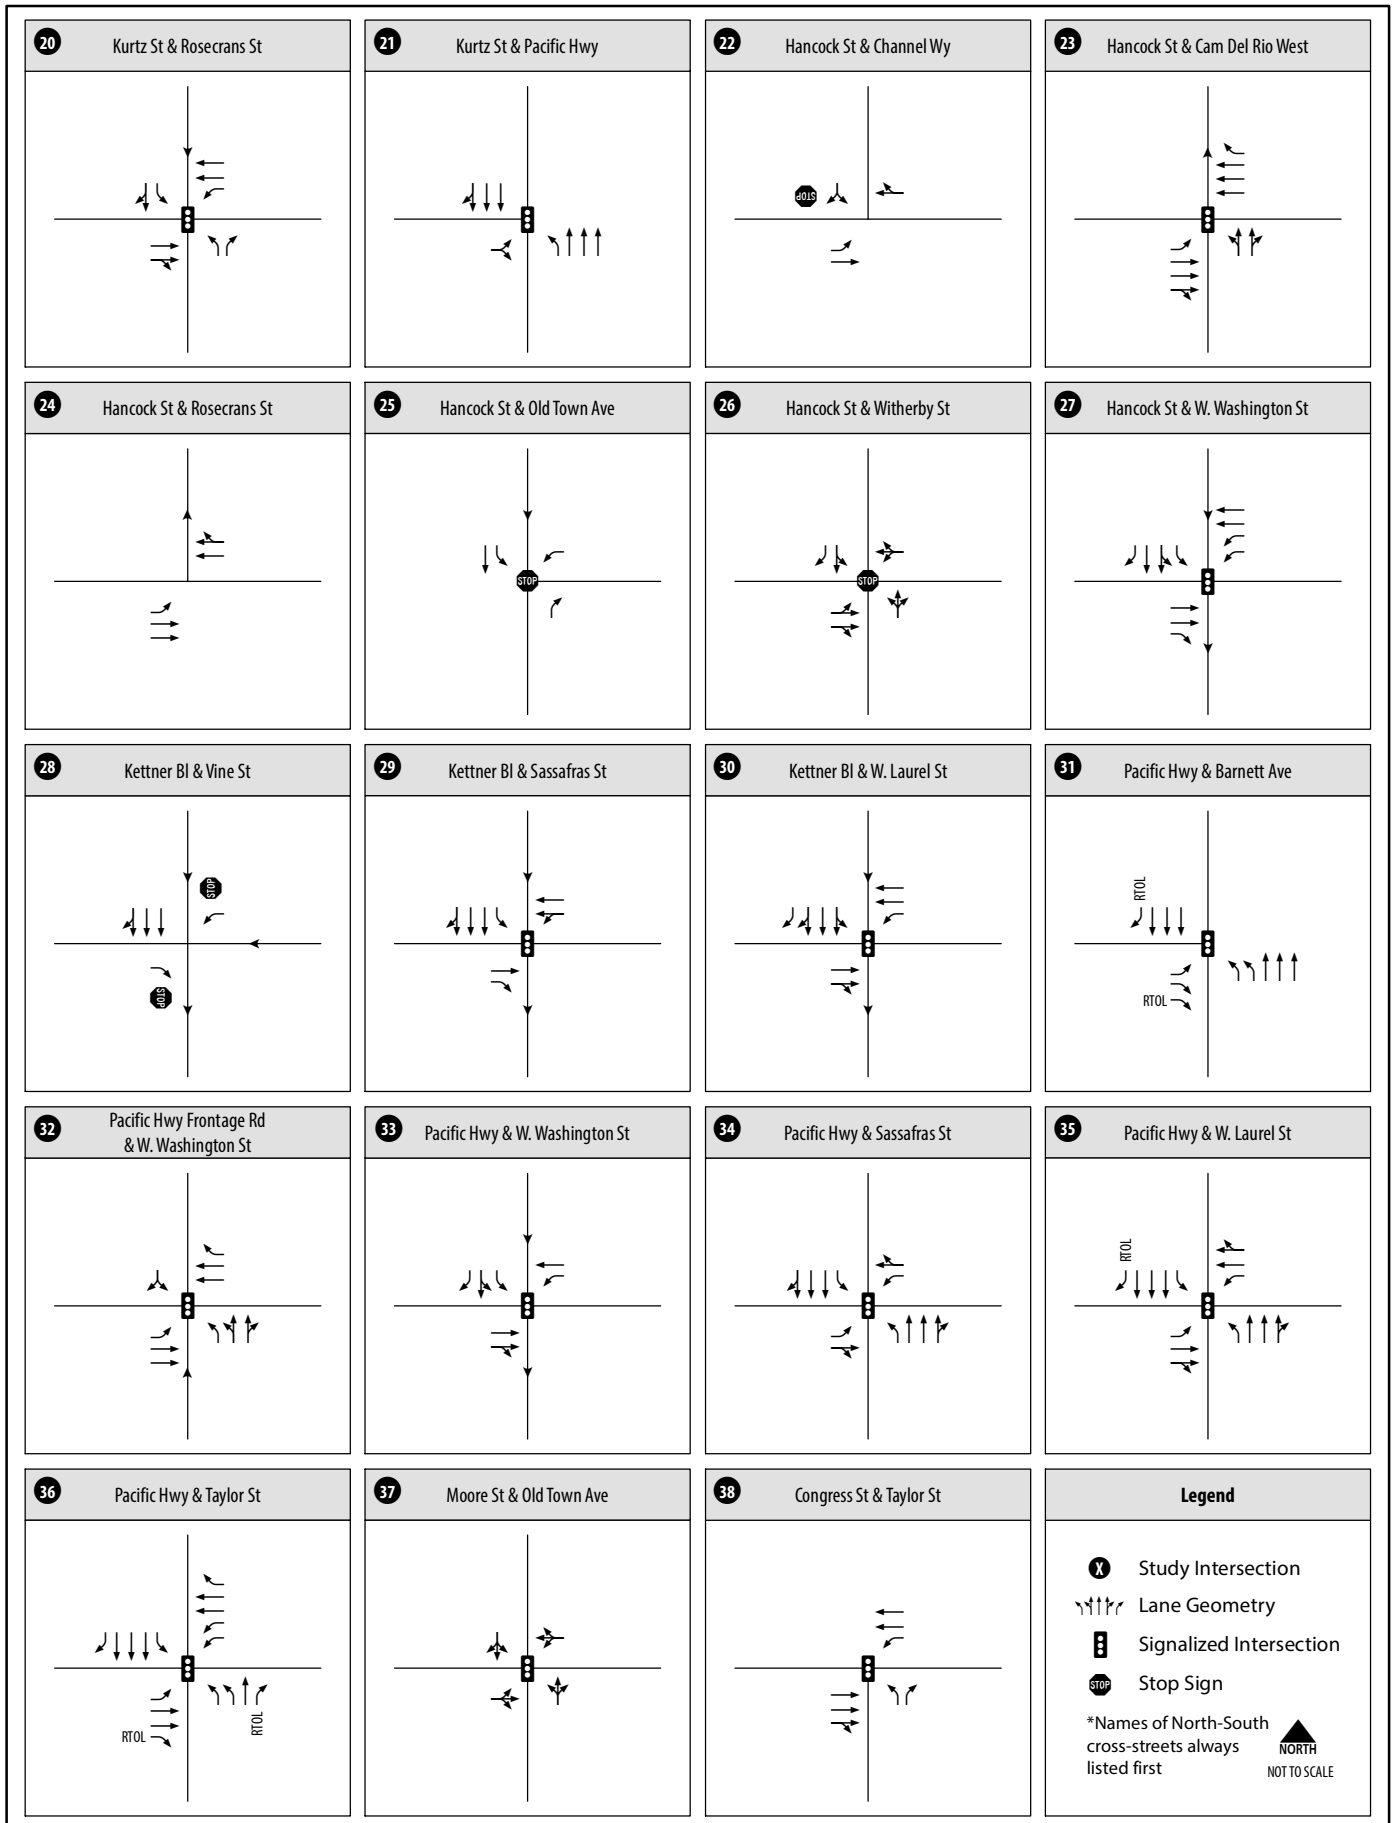 20 Kurtz St & Rosecrans St
21 Kurtz St & Pacific Hwy
22 Hancock St & Channel Wy
STOP
23 Hancock St & Cam Del Rio West
24 Hancock St & Rosecrans St
25 Hancock St & Old Town Ave
STOP
26 Hancock St & Witherby St
STOP
27 Hancock St & W. Washington St
28 Kettner Bl & Vine St
STOP
STOP
29 Kettner Bl & Sassafras St
30 Kettner Bl & W. Laurel St
31 Pacific Hwy & Barnett Ave
RTOL
RTOL
32 Pacific Hwy Frontage Rd
& W. Washington St
33 Pacific Hwy & W. Washington St
34 Pacific Hwy & Sassafras St
35 Pacific Hwy & W. Laurel St
RTOL
36 Pacific Hwy & Taylor St
RTOL
RTOL
37 Moore St & Old Town Ave
38 Congress St & Taylor St
Legend
X Study Intersection
Lane Geometry
Signalized Intersection
STOP Stop Sign
*Names of North-South
cross-streets always
listed first
NORTH
NOT TO SCALE